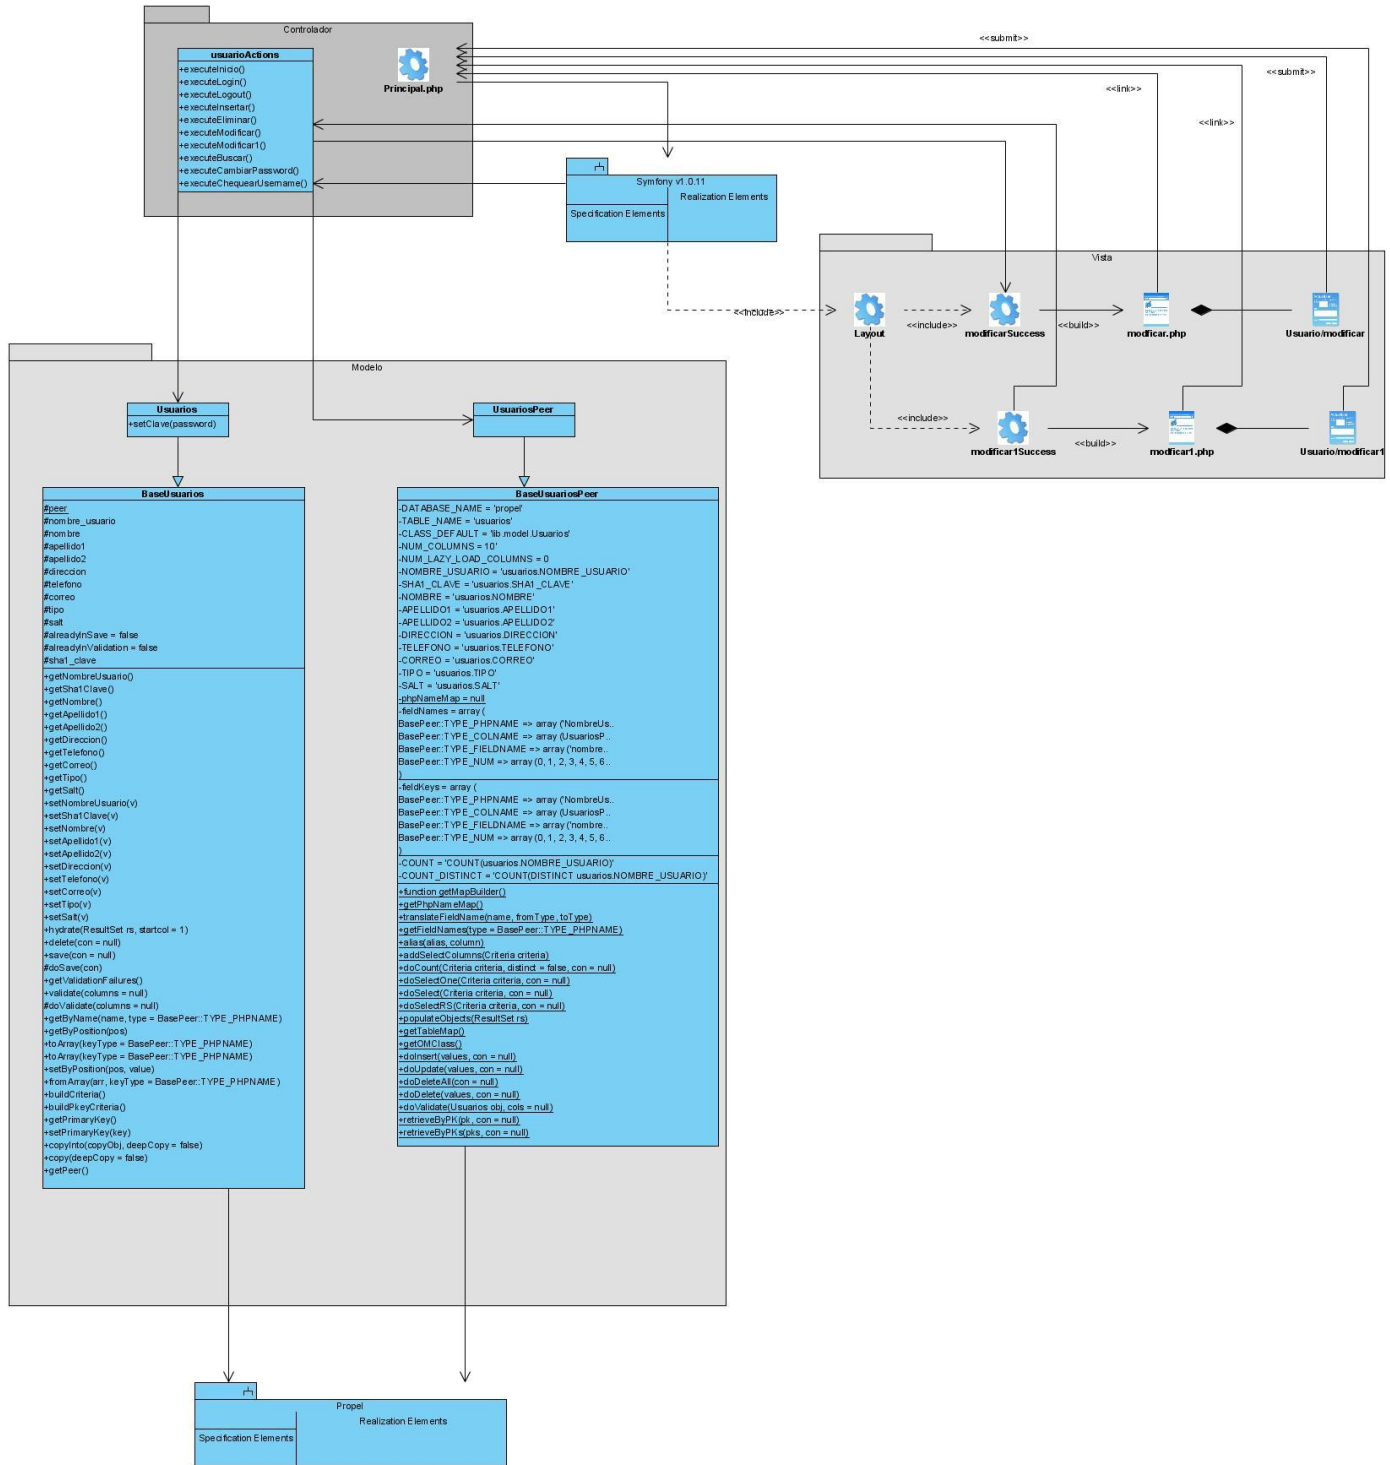 Controlador
usuarioActions
+executeInicio()
+executeLogin()
+executeLogout()
+executeInsertar()
+executeEliminar()
+executeModificar()
+executeModificar1()
+executeBuscar()
+executeCambiarPassword()
+executeChequearUsername()
Principal.php
<<submit>>
<<submit>>
<<link>>
<<link>>
Symfony v1.0.11
Realization Elements
Specification Elements
Vista
<<include>>
Layout
<<include>>
modificarSuccess
<<build>>
modficar.php
Usuario/modificar
<<include>>
modificar1Success
<<build>>
modficar1.php
Usuario/modificar1
Modelo
Usuarios
+setClave(password)
UsuariosPeer
BaseUsuarios
#peer
#nombre_usuario
#nombre
#apellido1
#apellido2
#direccion
#telefono
#correo
#tipo
#salt
#alreadyInSave = false
#alreadyInValidation = false
#sha1_clave
+getNombreUsuario()
+getSha1Clave()
+getNombre()
+getApellido1()
+getApellido2()
+getDireccion()
+getTelefono()
+getCorreo()
+getTipo()
+getSalt()
+setNombreUsuario(v)
+setSha1Clave(v)
+setNombre(v)
+setApellido1(v)
+setApellido2(v)
+setDireccion(v)
+setTelefono(v)
+setCorreo(v)
+setTipo(v)
+setSalt(v)
+hydrate(ResultSet rs, startcol = 1)
+delete(con = null)
+save(con = null)
#doSave(con)
+getValidationFailures()
+validate(columns = null)
#doValidate(columns = null)
+getByName(name, type = BasePeer::TYPE_PHPNAME)
+getByPosition(pos)
+toArray(keyType = BasePeer::TYPE_PHPNAME)
+toArray(keyType = BasePeer::TYPE_PHPNAME)
+setByPosition(pos, value)
+fromArray(arr, keyType = BasePeer::TYPE_PHPNAME)
+buildCriteria()
+buildPkeyCriteria()
+getPrimaryKey()
+setPrimaryKey(key)
+copyInto(copyObj, deepCopy = false)
+copy(deepCopy = false)
+getPeer()
BaseUsuariosPeer
-DATABASE_NAME = 'propel'
-TABLE_NAME = 'usuarios'
-CLASS_DEFAULT = 'lib.model.Usuarios'
-NUM_COLUMNS = 10'
-NUM_LAZY_LOAD_COLUMNS = 0
-NOMBRE_USUARIO = 'usuarios.NOMBRE_USUARIO'
-SHA1_CLAVE = 'usuarios.SHA1_CLAVE'
-NOMBRE = 'usuarios.NOMBRE'
-APELLIDO1 = 'usuarios.APELLIDO1'
-APELLIDO2 = 'usuarios.APELLIDO2'
-DIRECCION = 'usuarios.DIRECCION'
-TELEFONO = 'usuarios.TELEFONO'
-CORREO = 'usuarios.CORREO'
-TIPO = 'usuarios.TIPO'
-SALT = 'usuarios.SALT'
-phpNameMap = null
-fieldNames = array (
BasePeer::TYPE_PHPNAME => array ('NombreUs..
BasePeer::TYPE_COLNAME => array (UsuariosP..
BasePeer::TYPE_FIELDNAME => array ('nombre..
BasePeer::TYPE_NUM => array (0, 1, 2, 3, 4, 5, 6..
)
-fieldKeys = array (
BasePeer::TYPE_PHPNAME => array ('NombreUs..
BasePeer::TYPE_COLNAME => array (UsuariosP..
BasePeer::TYPE_FIELDNAME => array ('nombre..
BasePeer::TYPE_NUM => array (0, 1, 2, 3, 4, 5, 6..
)
-COUNT = 'COUNT(usuarios.NOMBRE_USUARIO)'
-COUNT_DISTINCT = 'COUNT(DISTINCT usuarios.NOMBRE_USUARIO)'
+function getMapBuilder()
+getPhpNameMap()
+translateFieldName(name, fromType, toType)
+getFieldNames(type = BasePeer::TYPE_PHPNAME)
+alias(alias, column)
+addSelectColumns(Criteria criteria)
+doCount(Criteria criteria, distinct = false, con = null)
+doSelectOne(Criteria criteria, con = null)
+doSelect(Criteria criteria, con = null)
+doSelectRS(Criteria criteria, con = null)
+populateObjects(ResultSet rs)
+getTableMap()
+getOMClass()
+doInsert(values, con = null)
+doUpdate(values, con = null)
+doDeleteAll(con = null)
+doDelete(values, con = null)
+doValidate(Usuarios obj, cols = null)
+retrieveByPK(pk, con = null)
+retrieveByPKs(pks, con = null)
Propel
Realization Elements
Specification Elements